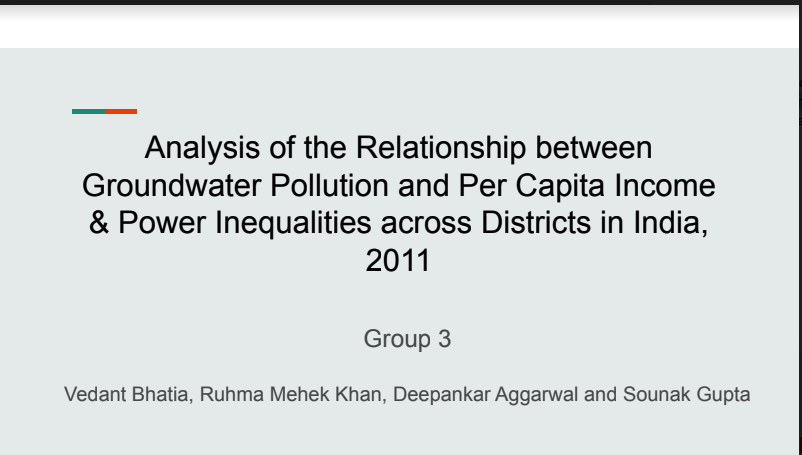 Analysis of the Relationship between
Groundwater Pollution and Per Capita Income
& Power Inequalities across Districts in India,
2011
Group 3
Vedant Bhatia, Ruhma Mehek Khan, Deepankar Aggarwal and Sounak Gupta